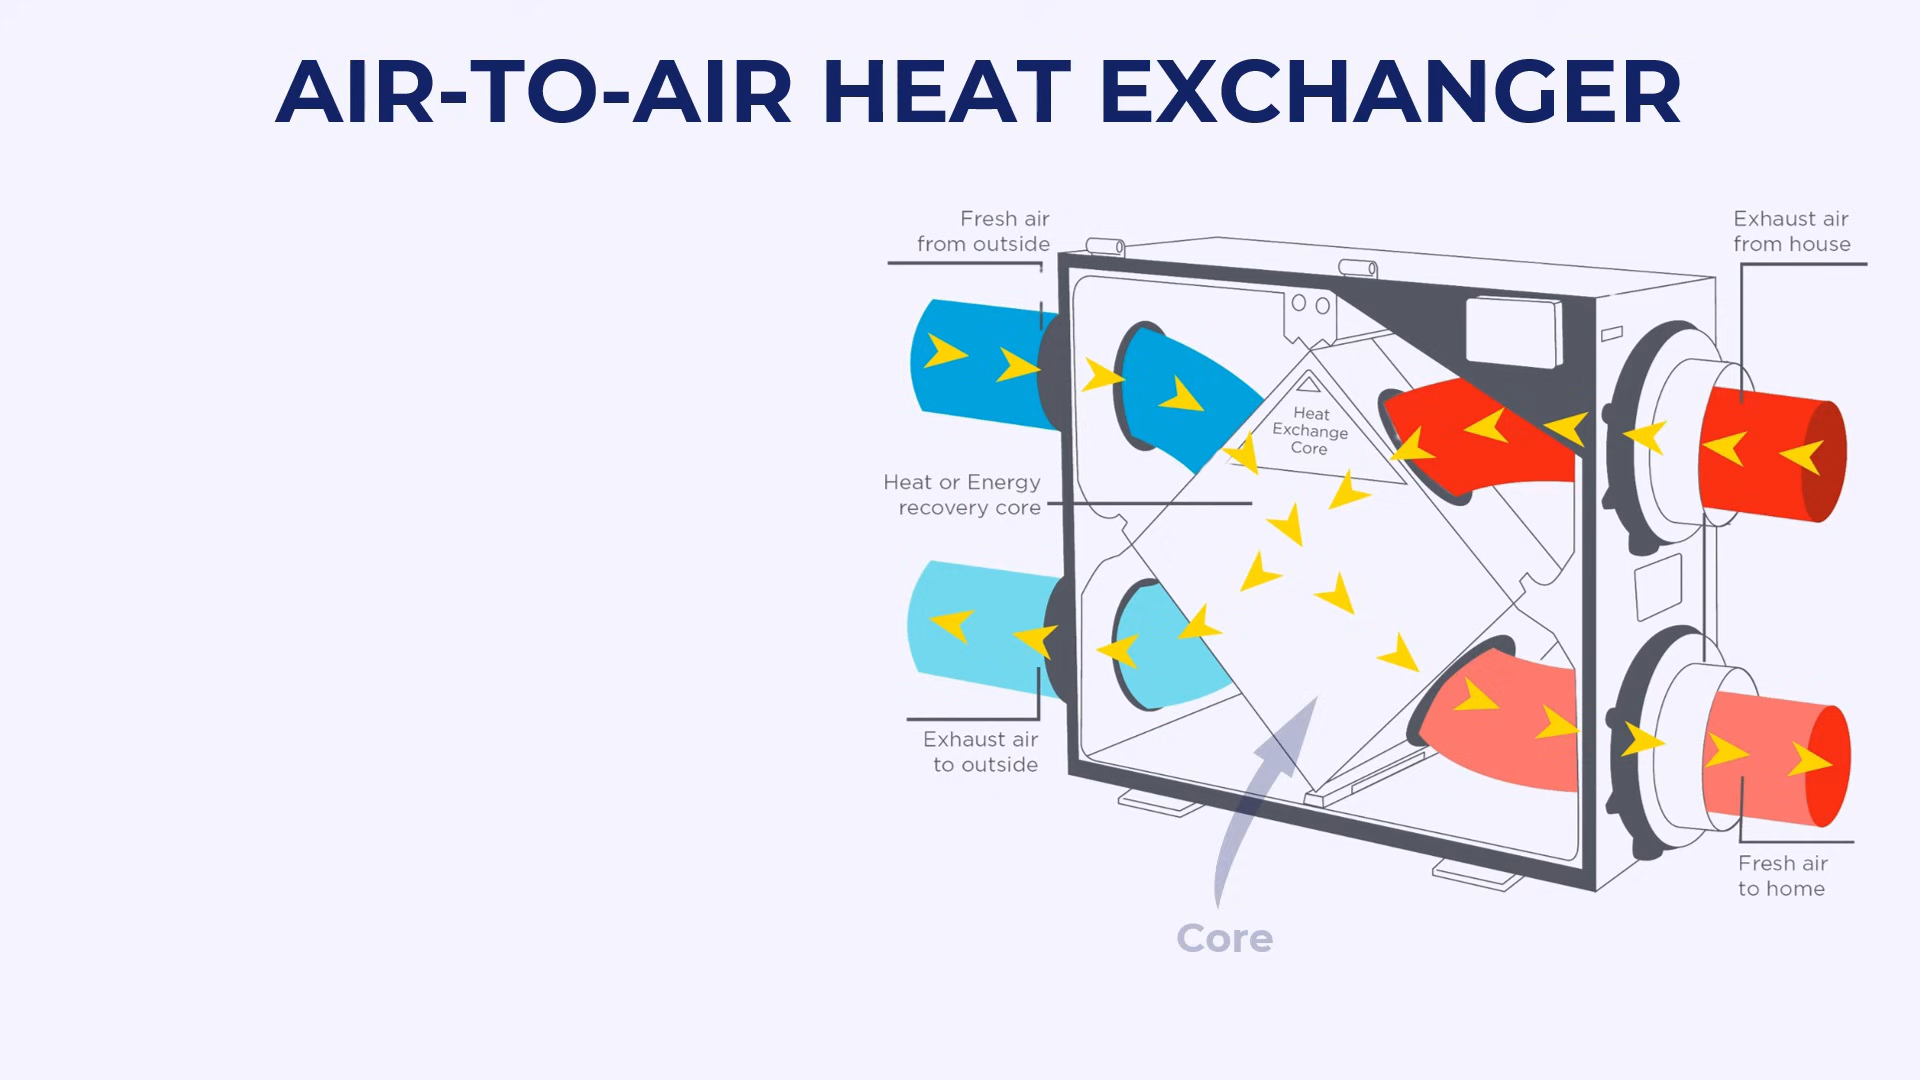 AIR-TO-AIR HEAT EXCHANGER
Fresh air
from outside
Exhaust air
from house
Heat
Exchange
Core
Heat or Energy
recovery core
Exhaust air
to outside
Fresh air
to home
Core